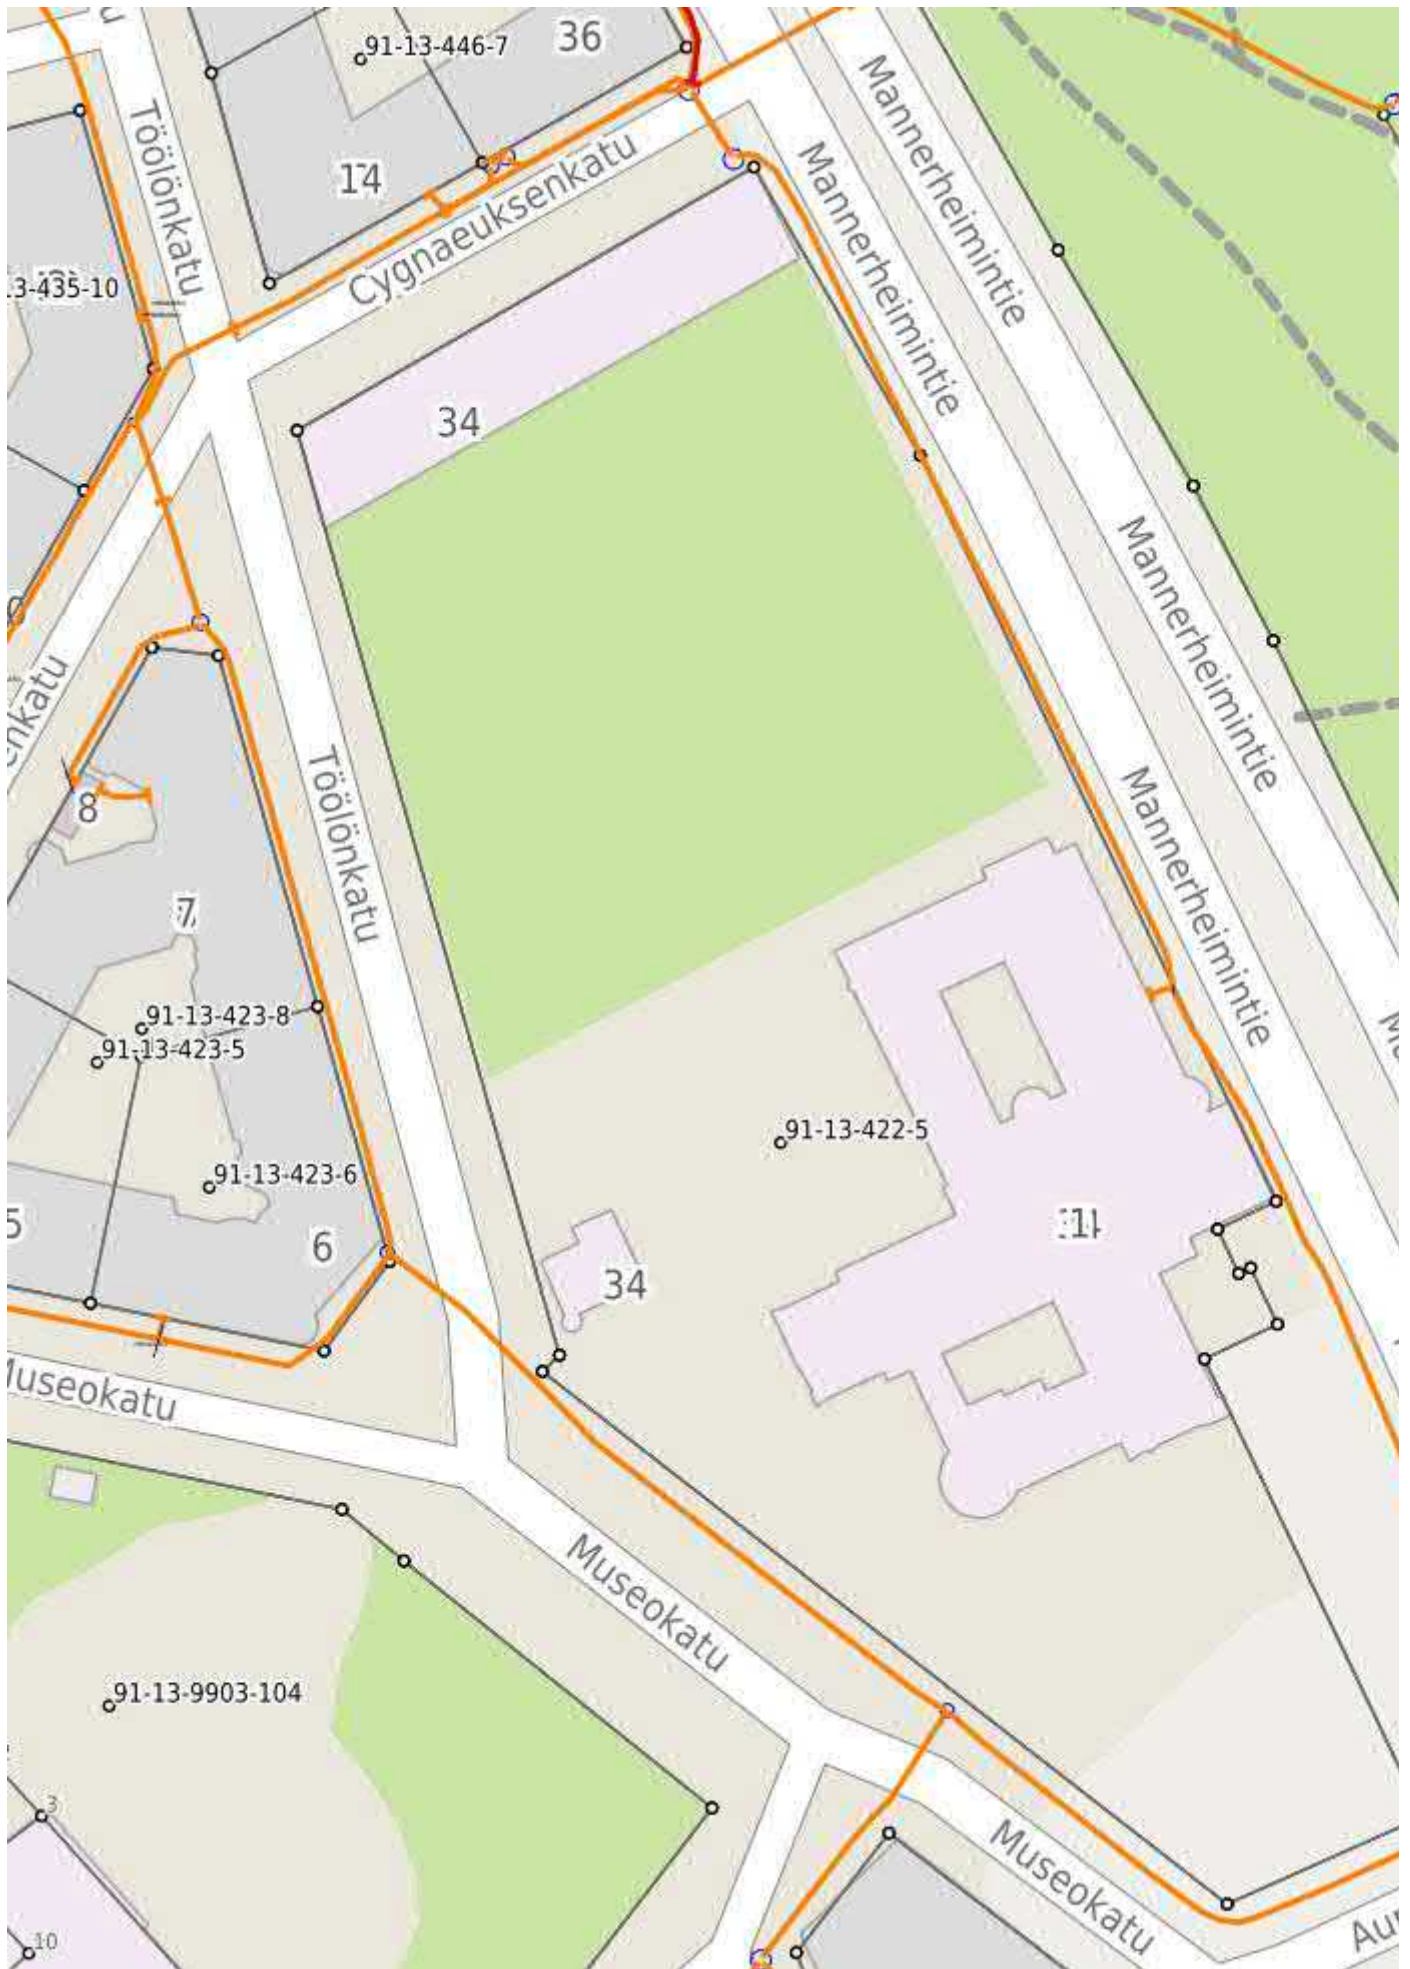 36
91-13-446-7
Töölönkatu
Mannerheimintie
14
Mannerheimintie
Cygnaeuksenkatu
13-435-10
34
Mannerheimintie
enkatu
Töölönkatu
Mannerheimintie
8
7
91-13-423-8
91-13-423-5
91-13-422-5
91-13-423-6
5
6
34
Museokatu
Museokatu
91-13-9903-104
3
Museokatu
Aur
10